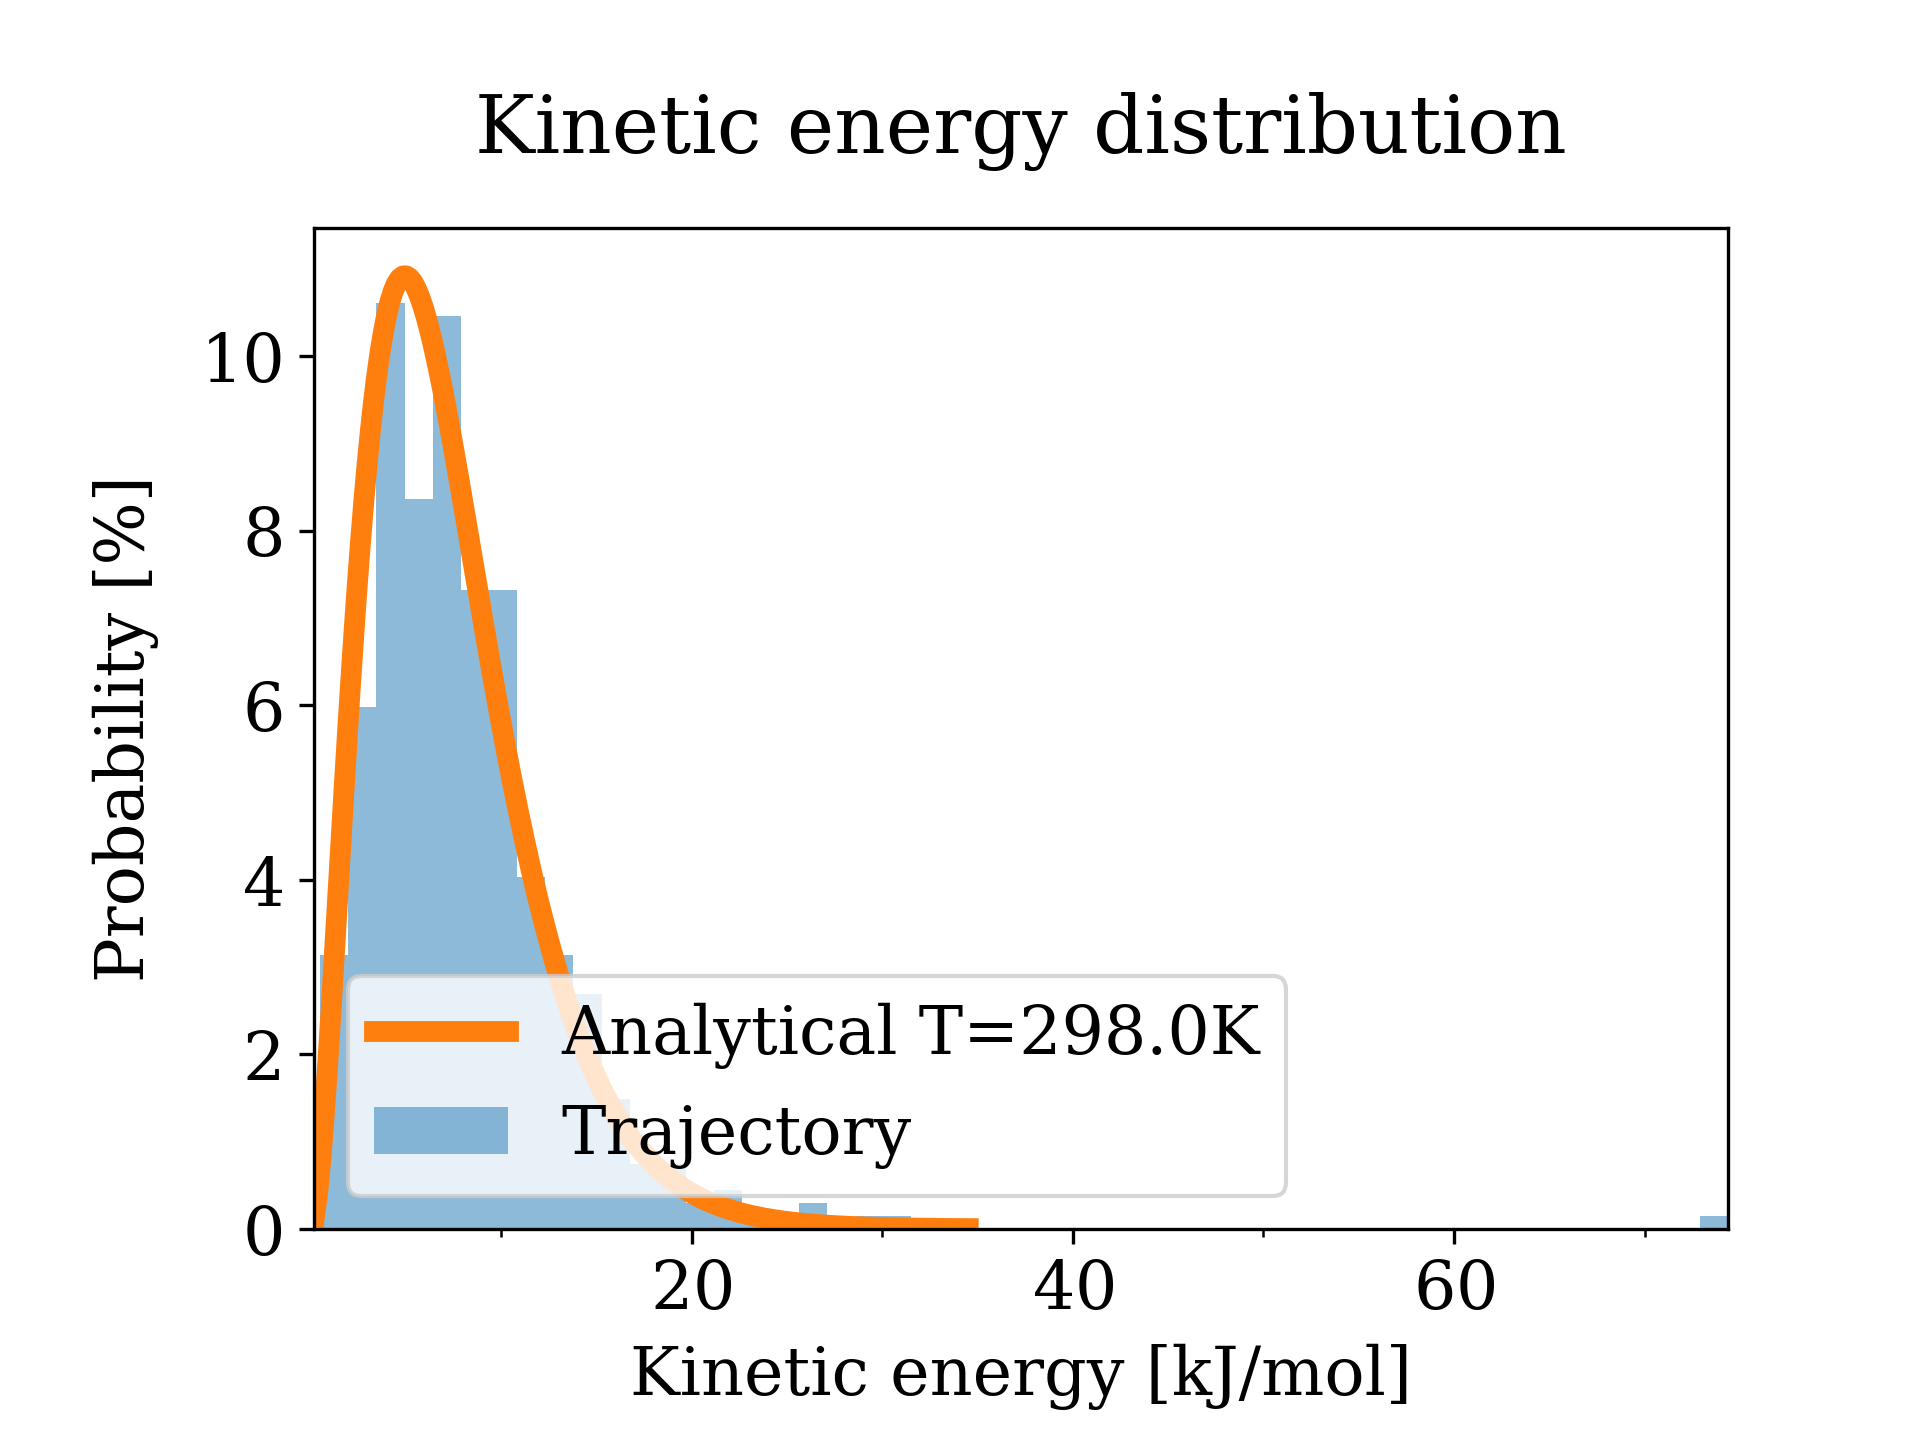 Kinetic energy distribution
Probability [%]
10
8
6
4
2
0
Analytical T=298.0K
Trajectory
20 40 60
Kinetic energy [kJ/mol]